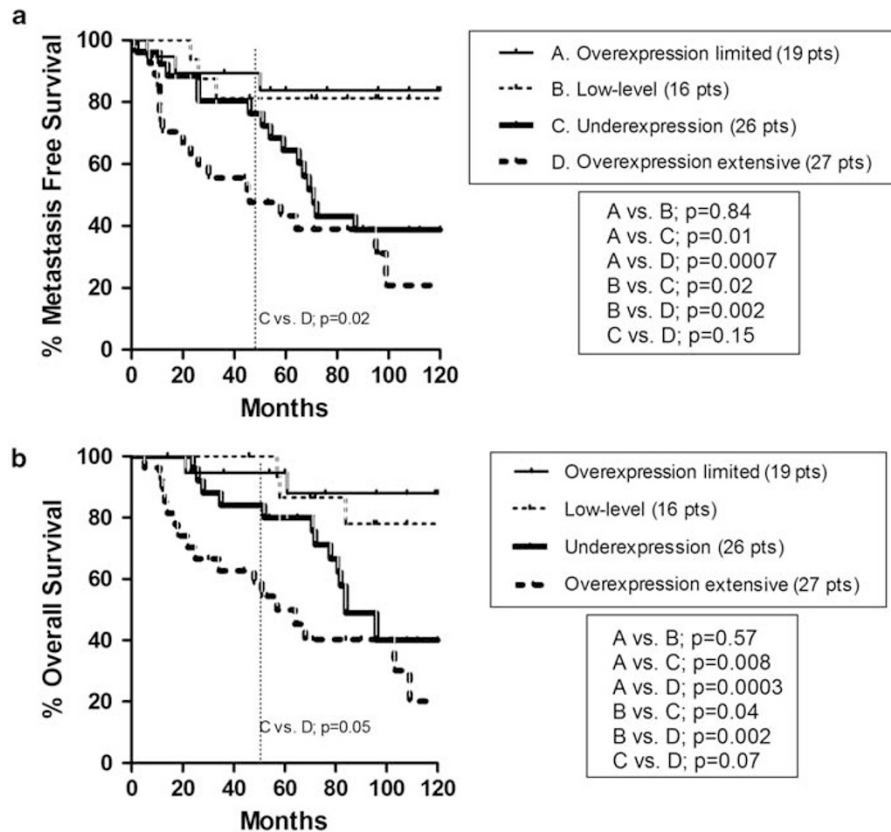 a
% Metastasis Free Survival
100
80
60
40
20
0
C vs. D; p=0.02
0 20 40 60 80 100 120
Months
A. Overexpression limited (19 pts)
B. Low-level (16 pts)
C. Underexpression (26 pts)
D. Overexpression extensive (27 pts)
A vs. B; p=0.84
A vs. C; p=0.01
A vs. D; p=0.0007
B vs. C; p=0.02
B vs. D; p=0.002
C vs. D; p=0.15
b
% Overall Survival
100
80
60
40
20
0
C vs. D; p=0.05
0 20 40 60 80 100 120
Months
Overexpression limited (19 pts)
Low-level (16 pts)
Underexpression (26 pts)
Overexpression extensive (27 pts)
A vs. B; p=0.57
A vs. C; p=0.008
A vs. D; p=0.0003
B vs. C; p=0.04
B vs. D; p=0.002
C vs. D; p=0.07